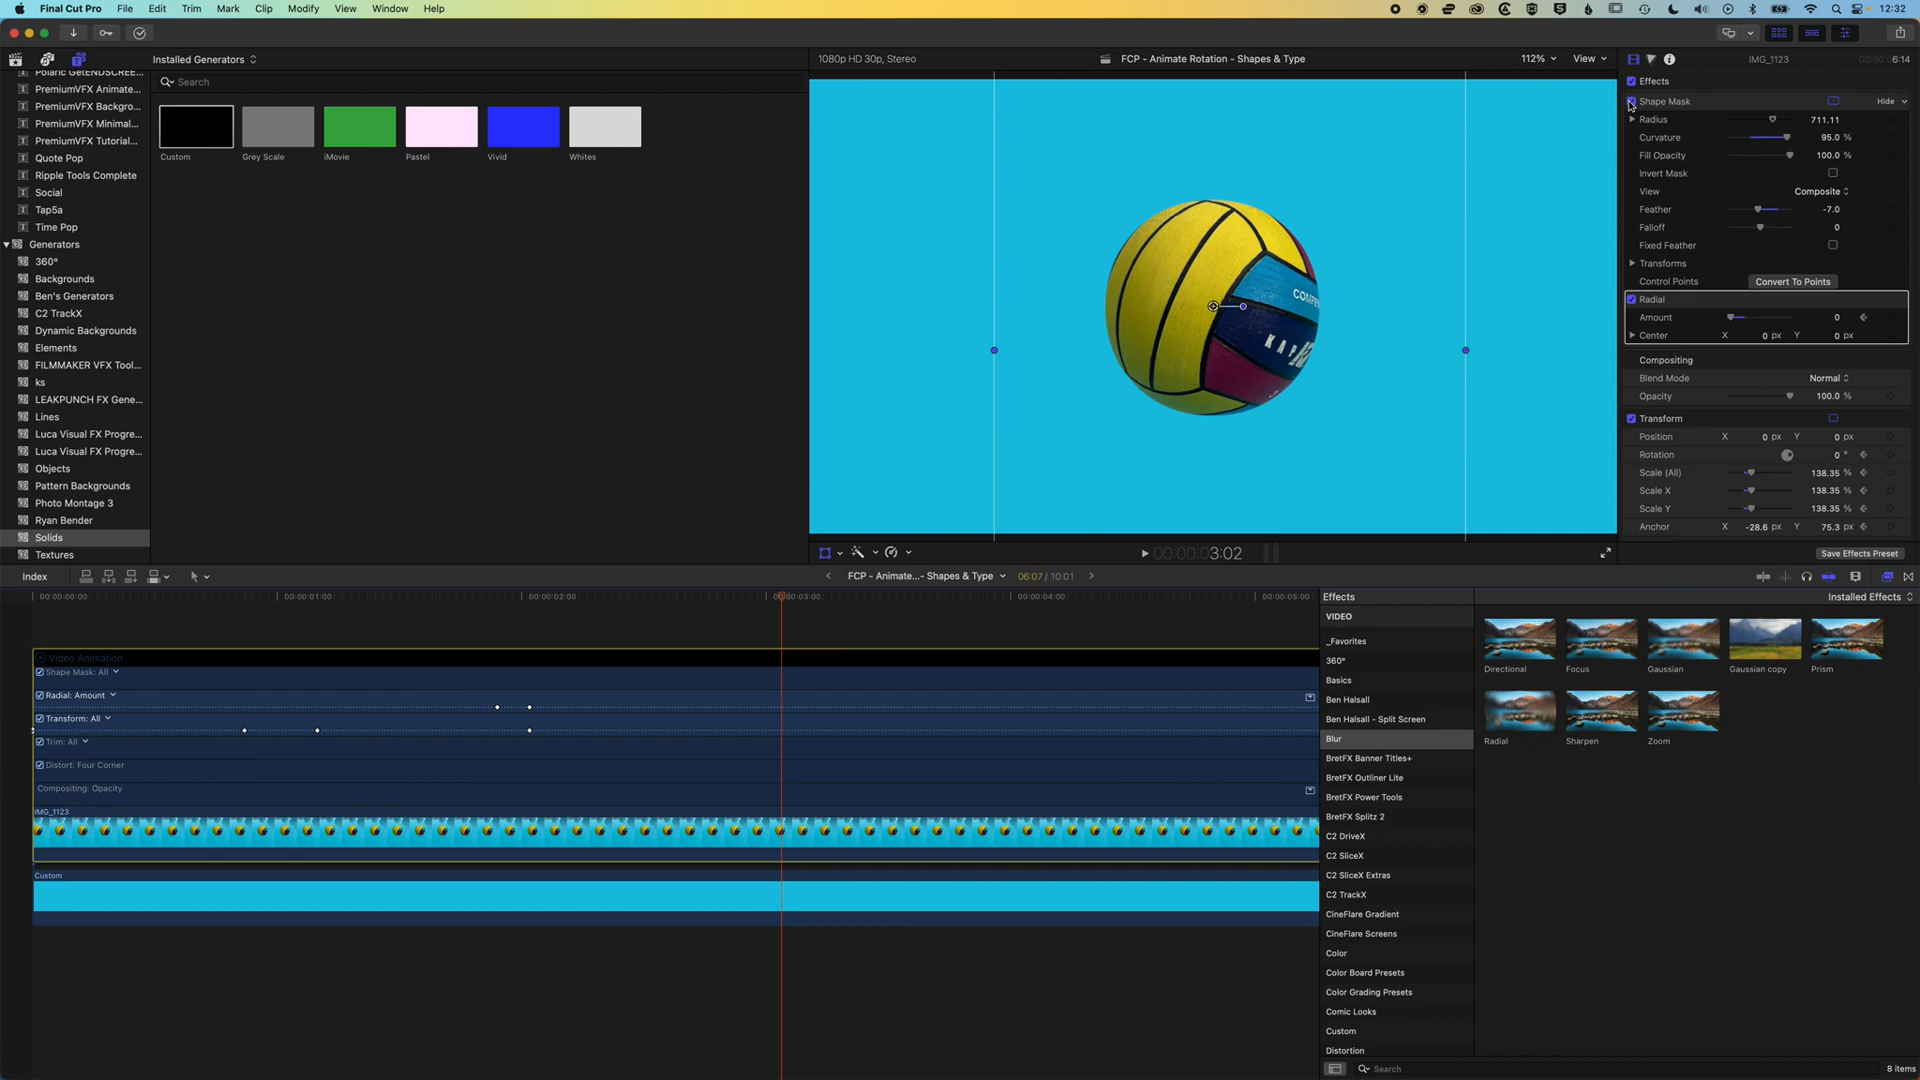 Final Cut Pro File Edit Trim Mark Clip Modify View Window Help 12:32
Installed Generators
Search
Custom Grey Scale iMovie Pastel Vivid Whites
Polaric GetENDSCREE...
PremiumVFX Animate...
PremiumVFX Backgro...
PremiumVFX Minimal...
PremiumVFX Tutorial...
Quote Pop
Ripple Tools Complete
Social
Tap5a
Time Pop
Generators
360°
Backgrounds
Ben's Generators
C2 TrackX
Dynamic Backgrounds
Elements
FILMMAKER VFX Tool...
ks
LEAKPUNCH FX Gene...
Lines
Luca Visual FX Progre...
Luca Visual FX Progre...
Objects
Pattern Backgrounds
Photo Montage 3
Ryan Bender
Solids
Textures
1080p HD 30p, Stereo FCP - Animate Rotation - Shapes & Type 112% View
00:00:00:03:02
IMG_1123 6:14
Effects
Shape Mask Hide
Radius 711.11
Curvature 95.0 %
Fill Opacity 100.0 %
Invert Mask
View Composite
Feather -7.0
Falloff 0
Fixed Feather
Transforms
Control Points Convert To Points
Radial
Amount 0
Center X 0 px Y 0 px
Compositing
Blend Mode Normal
Opacity 100.0 %
Transform
Position X 0 px Y 0 px
Rotation 0 °
Scale (All) 138.35 %
Scale X 138.35 %
Scale Y 138.35 %
Anchor X -28.6 px Y 75.3 px
Save Effects Preset
Index FCP - Animate...- Shapes & Type 06:07 / 10:01
00:00:00:00 00:00:01:00 00:00:02:00 00:00:03:00 00:00:04:00 00:00:05:00
Video Animation
Shape Mask: All
Radial: Amount
Transform: All
Trim: All
Distort: Four Corner
Compositing: Opacity
IMG_1123
Custom
Effects Installed Effects
VIDEO
_Favorites
360°
Basics
Ben Halsall
Ben Halsall - Split Screen
Blur
BretFX Banner Titles+
BretFX Outliner Lite
BretFX Power Tools
BretFX Splitz 2
C2 DriveX
C2 SliceX
C2 SliceX Extras
C2 TrackX
CineFlare Gradient
CineFlare Screens
Color
Color Board Presets
Color Grading Presets
Comic Looks
Custom
Distortion
Directional Focus Gaussian Gaussian copy Prism
Radial Sharpen Zoom
Search 8 items